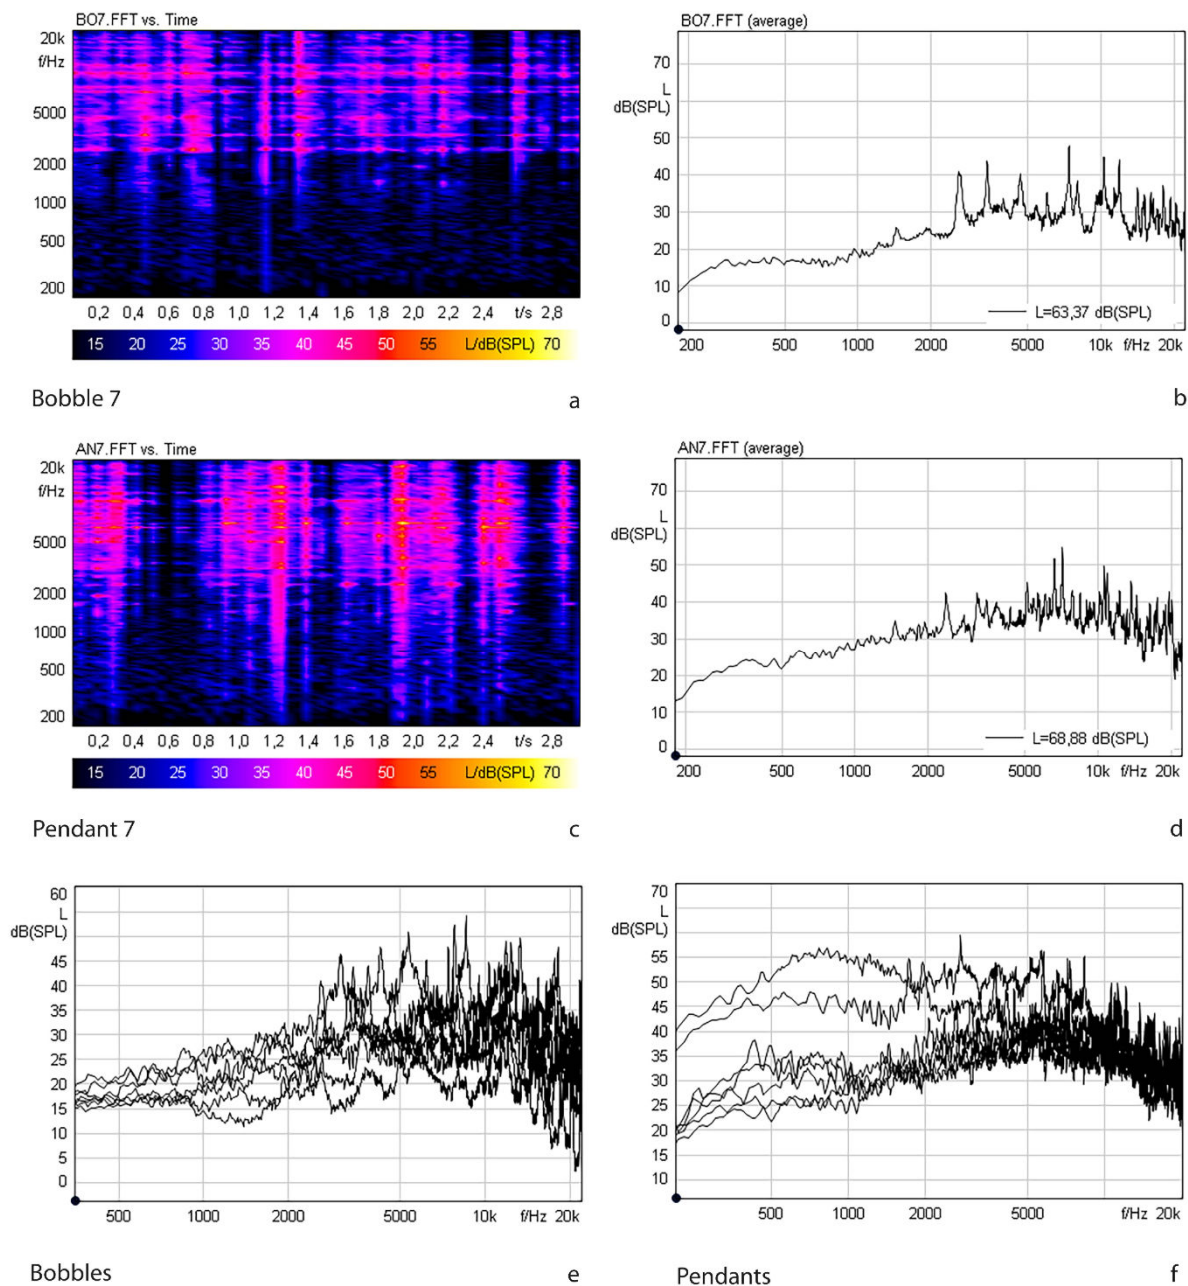 BO7.FFT vs. Time
20k
f/Hz
5000
2000
1000
500
200
0,2 0,4 0,6 0,8 1,0 1,2 1,4 1,6 1,8 2,0 2,2 2,4 t/s 2,8
15 20 25 30 35 40 45 50 55 L/dB(SPL) 70
Bobble 7 a
BO7.FFT (average)
70
L
dB(SPL)
50
40
30
20
10
0
L=63,37 dB(SPL)
200 500 1000 2000 5000 10k f/Hz 20k
b
AN7.FFT vs. Time
20k
f/Hz
5000
2000
1000
500
200
0,2 0,4 0,6 0,8 1,0 1,2 1,4 1,6 1,8 2,0 2,2 2,4 t/s 2,8
15 20 25 30 35 40 45 50 55 L/dB(SPL) 70
Pendant 7 c
AN7.FFT (average)
70
L
dB(SPL)
50
40
30
20
10
0
L=68,88 dB(SPL)
200 500 1000 2000 5000 10k f/Hz 20k
d
60
L
dB(SPL)
45
40
35
30
25
20
15
10
5
0
500 1000 2000 5000 10k f/Hz 20k
Bobbles e
70
L
dB(SPL)
55
50
45
40
35
30
25
20
15
10
500 1000 2000 5000 f/Hz 20k
Pendants f